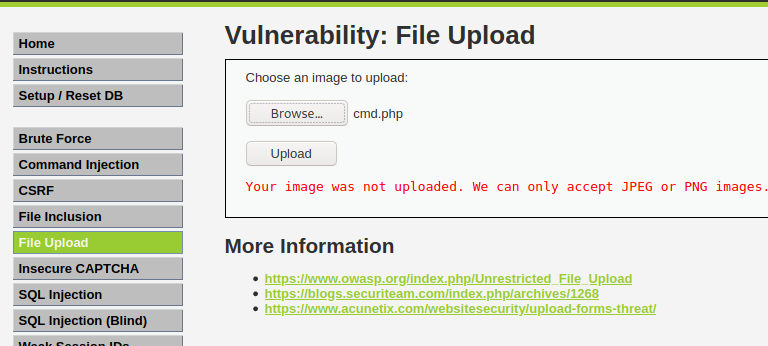 Home
Instructions
Setup / Reset DB
Brute Force
Command Injection
CSRF
File Inclusion
File Upload
Insecure CAPTCHA
SQL Injection
SQL Injection (Blind)
Weak Session IDs
Vulnerability: File Upload
Choose an image to upload:
Browse... cmd.php
Upload
Your image was not uploaded. We can only accept JPEG or PNG images.
More Information
https://www.owasp.org/index.php/Unrestricted_File_Upload
https://blogs.securiteam.com/index.php/archives/1268
https://www.acunetix.com/websitesecurity/upload-forms-threat/